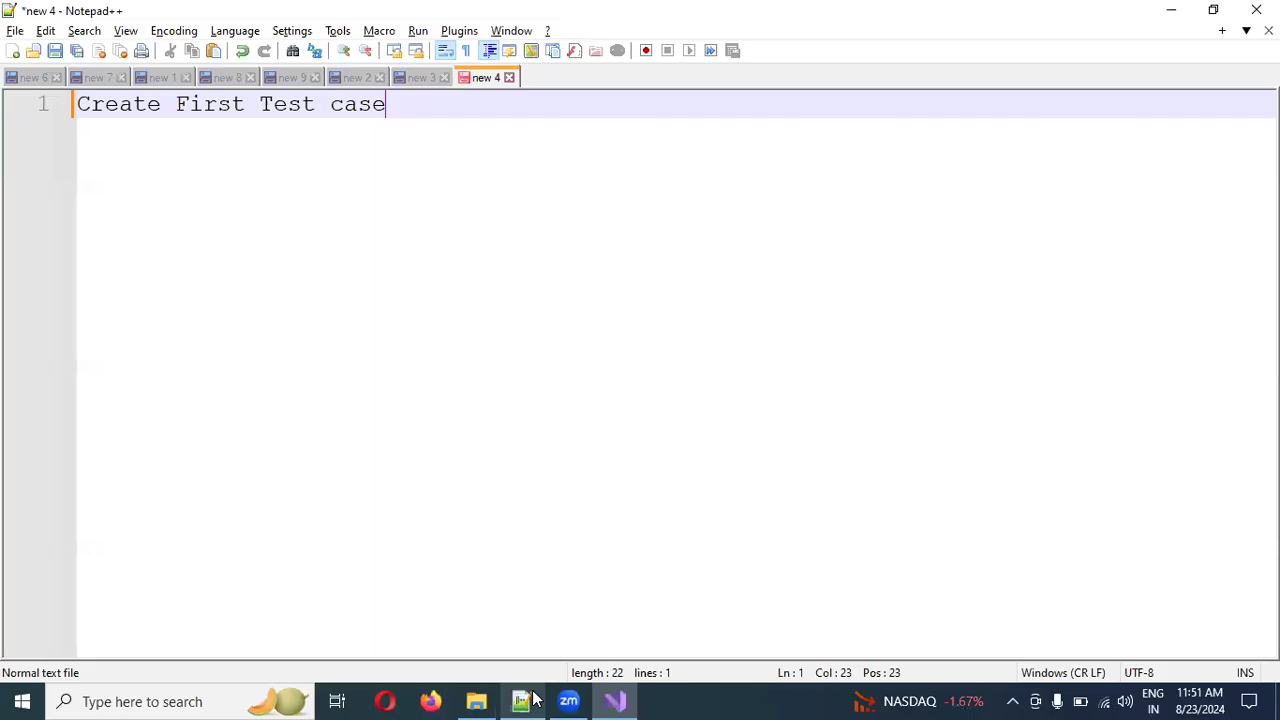 *new 4 - Notepad++
File Edit Search View Encoding Language Settings Tools Macro Run Plugins Window ?
new 6 new 7 new 1 new 8 new 9 new 2 new 3 new 4
1 Create First Test case
Normal text file length : 22 lines : 1 Ln : 1 Col : 23 Pos : 23 Windows (CR LF) UTF-8 INS
Type here to search zm NASDAQ -1.67% ENG IN 11:51 AM 8/23/2024